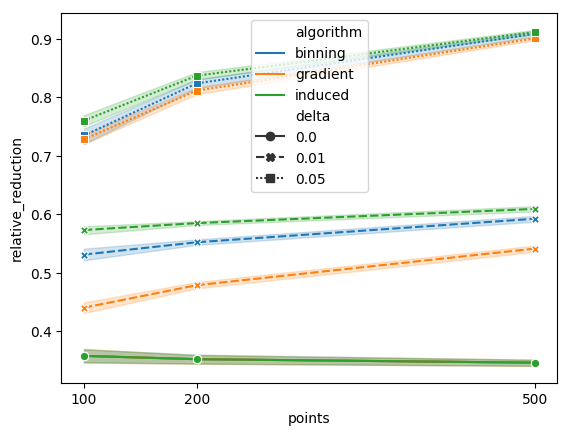 0.9
0.8
0.7
0.6
0.5
0.4
relative_reduction
algorithm
binning
gradient
induced
delta
0.0
0.01
0.05
100
200
500
points